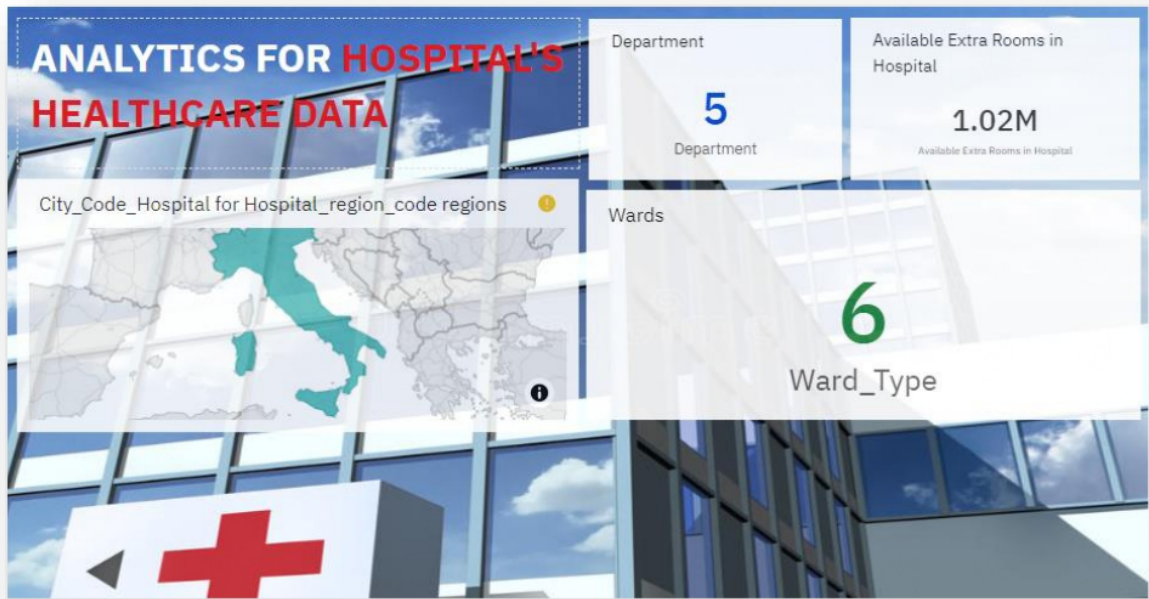 ANALYTICS FOR HOSPITAL'S
HEALTHCARE DATA
Department
5
Department
Available Extra Rooms in
Hospital
1.02M
Available Extra Rooms in Hospital
City_Code_Hospital for Hospital_region_code regions
Wards
6
Ward_Type